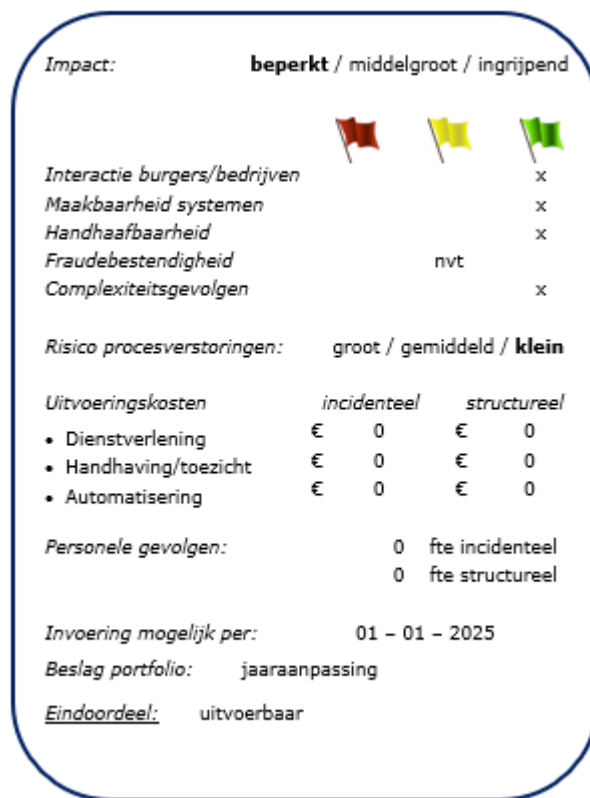 Impact: beperkt / middelgroot / ingrijpend
Interactie burgers/bedrijven x
Maakbaarheid systemen x
Handhaafbaarheid x
Fraudebestendigheid nvt
Complexiteitsgevolgen x
Risico procesverstoringen: groot / gemiddeld / klein
Uitvoeringskosten incidenteel structureel
• Dienstverlening € 0 € 0
• Handhaving/toezicht € 0 € 0
• Automatisering € 0 € 0
Personele gevolgen: 0 fte incidenteel
0 fte structureel
Invoering mogelijk per: 01 – 01 – 2025
Beslag portfolio: jaaraanpassing
Eindoordeel: uitvoerbaar